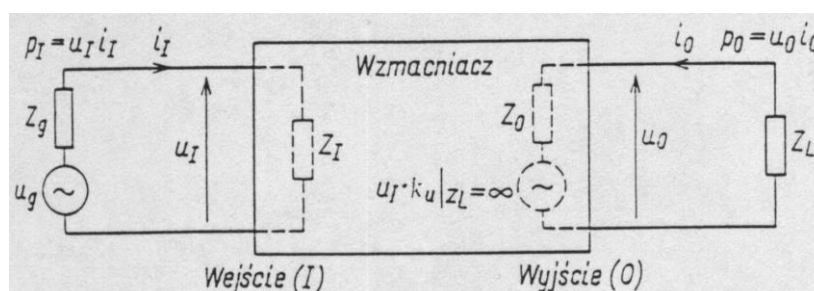 p_I = u_I i_I
i_I
Wzmacniacz
i_O
p_O = u_O i_O
Z_g
u_I
Z_I
Z_O
u_O
Z_L
u_g
~
u_I · k_u|Z_L = ∞
~
Wejście (I)
Wyjście (O)